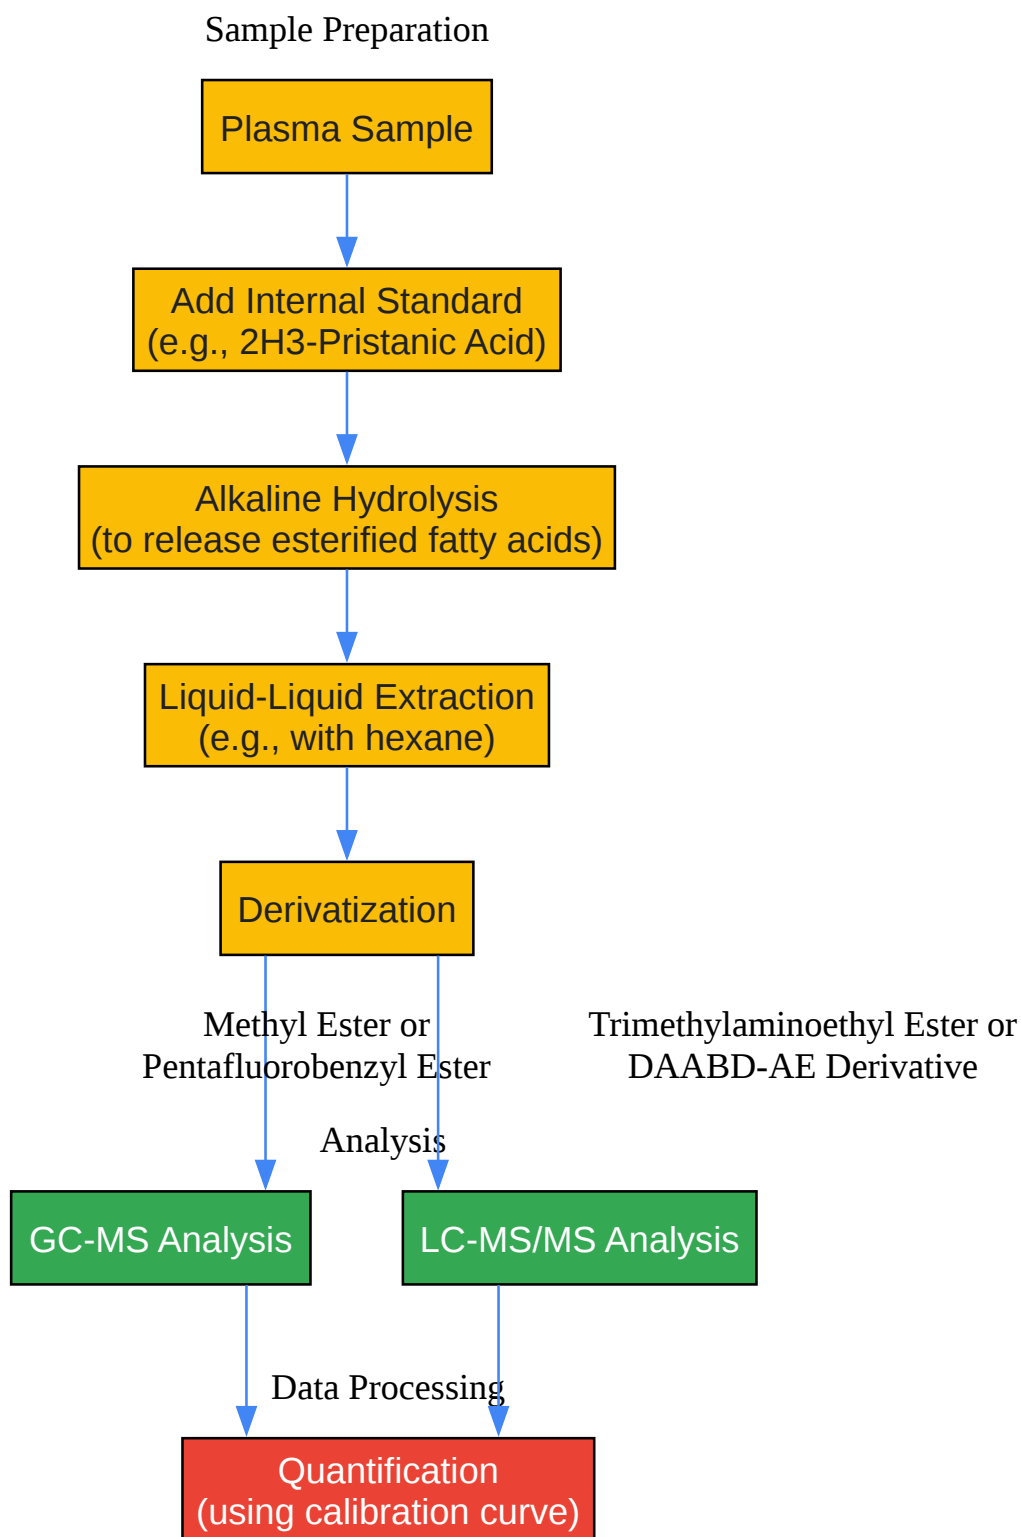 Sample Preparation
Plasma Sample
Add Internal Standard
(e.g., 2H3-Pristanic Acid)
Alkaline Hydrolysis
(to release esterified fatty acids)
Liquid-Liquid Extraction
(e.g., with hexane)
Derivatization
Methyl Ester or
Pentafluorobenzyl Ester
Trimethylaminoethyl Ester or
DAABD-AE Derivative
Analysis
GC-MS Analysis
LC-MS/MS Analysis
Data Processing
Quantification
(using calibration curve)